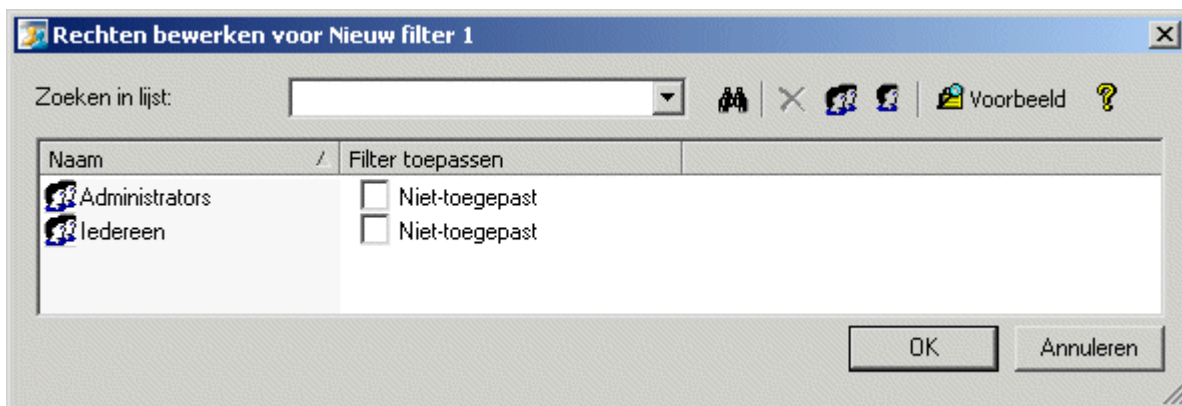 Rechten bewerken voor Nieuw filter 1
Zoeken in lijst: Voorbeeld
Naam Filter toepassen
Administrators Niet-toegepast
Iedereen Niet-toegepast
OK Annuleren